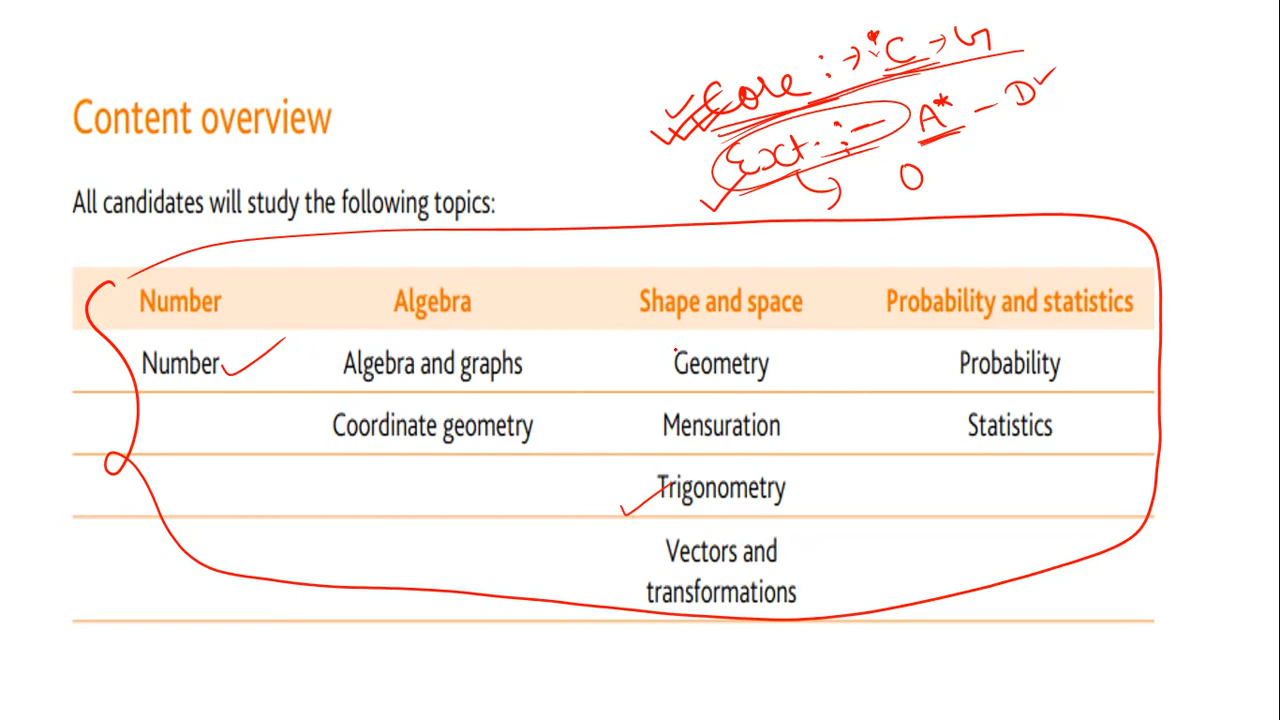 Core :→ C → G
Content overview
Ext. :- A* - D
All candidates will study the following topics:
Number Algebra Shape and space Probability and statistics
Number Algebra and graphs Geometry Probability
Coordinate geometry Mensuration Statistics
Trigonometry
Vectors and
transformations